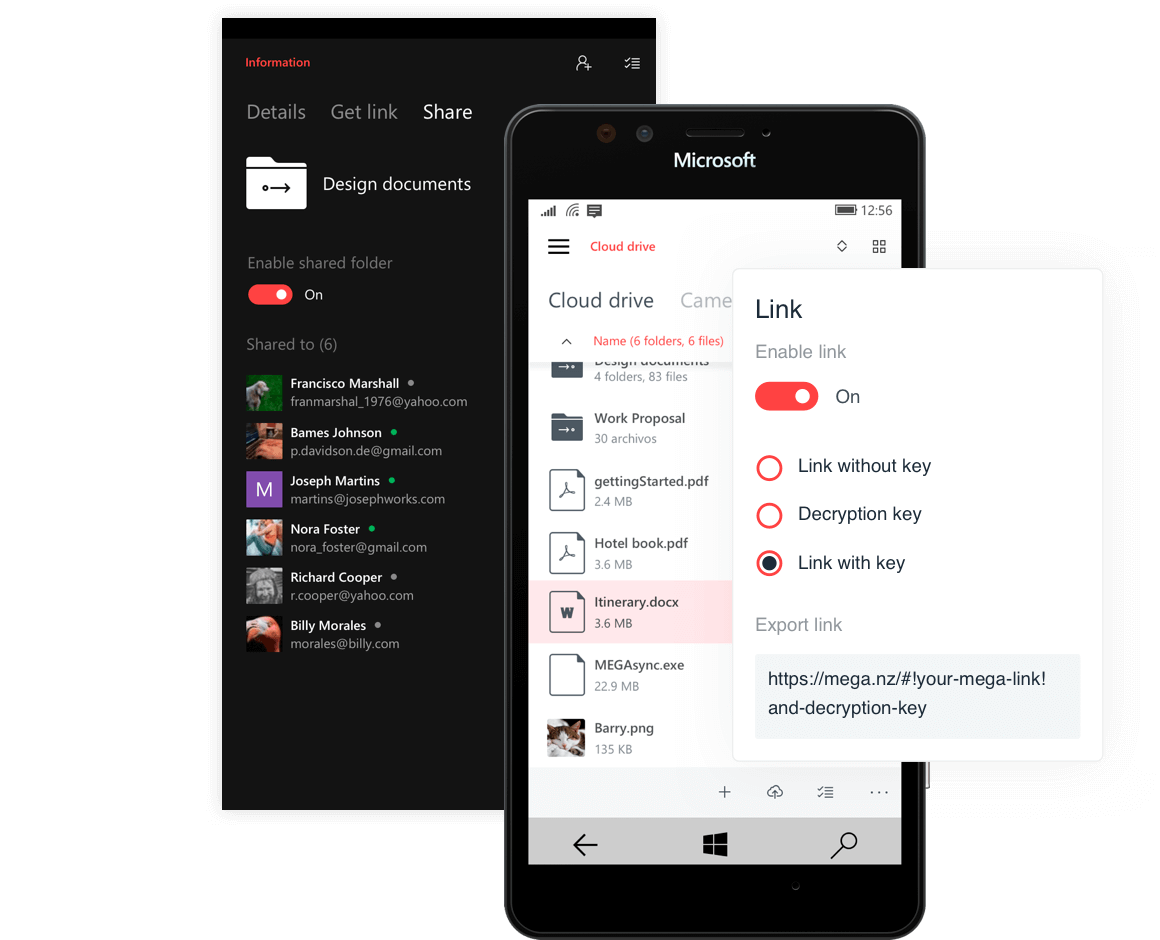 Information
Details Get link Share
Design documents
Enable shared folder
On
Shared to (6)
Francisco Marshall
franmarshal_1976@yahoo.com
Bames Johnson
p.davidson.de@gmail.com
M
Joseph Martins
martins@josephworks.com
Nora Foster
nora_foster@gmail.com
Richard Cooper
r.cooper@yahoo.com
Billy Morales
morales@billy.com
Microsoft
12:56
Cloud drive
Cloud drive Came
Name (6 folders, 6 files)
Design documents
4 folders, 83 files
Work Proposal
30 archivos
gettingStarted.pdf
2.4 MB
Hotel book.pdf
3.6 MB
W
Itinerary.docx
3.6 MB
MEGAsync.exe
22.9 MB
Barry.png
135 KB
Link
Enable link
On
Link without key
Decryption key
Link with key
Export link
https://mega.nz/#!your-mega-link!
and-decryption-key